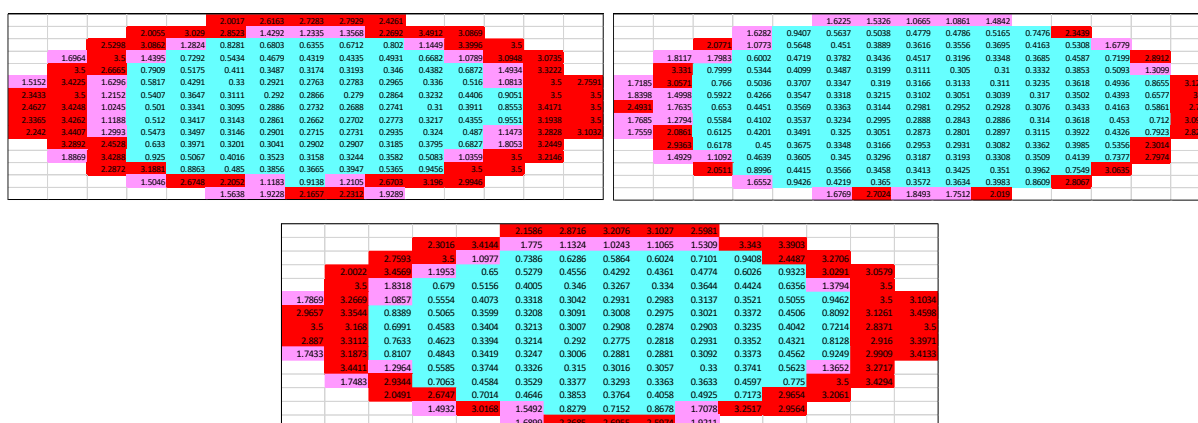 2.0017 2.6163 2.7283 2.7929 2.4261
2.0055 3.029 2.8523 1.4292 1.2335 1.3568 2.2692 3.4912 3.0869
2.5298 3.0862 1.2824 0.8281 0.6803 0.6355 0.6712 0.802 1.1449 3.3996 3.5
1.6964 3.5 1.4395 0.7292 0.5434 0.4679 0.4319 0.4335 0.4931 0.6682 1.0789 3.0948 3.0735
3.5 2.6665 0.7909 0.5175 0.411 0.3487 0.3174 0.3193 0.346 0.4382 0.6872 1.4934 3.3222
1.5152 3.4225 1.6296 0.5817 0.4291 0.33 0.2921 0.2763 0.2783 0.2965 0.336 0.516 1.0813 3.5 2.7591
2.3433 3.5 1.2152 0.5407 0.3647 0.3111 0.292 0.2866 0.279 0.2864 0.3232 0.4406 0.9051 3.5
2.4627 3.4248 1.0245 0.501 0.3341 0.3095 0.2886 0.2732 0.2688 0.2741 0.31 0.3911 0.8553 3.4171 3.5
2.3365 3.4262 1.1188 0.512 0.3417 0.3143 0.2861 0.2662 0.2702 0.2773 0.3217 0.4355 0.9551 3.1938 3.5
2.242 3.4407 1.2993 0.5473 0.3497 0.3146 0.2901 0.2715 0.2731 0.2935 0.324 0.487 1.1473 3.2828 3.1032
3.2892 2.4528 0.633 0.3971 0.3201 0.3041 0.2902 0.2907 0.3185 0.3795 0.6827 1.8053 3.2449
1.8869 3.4288 0.925 0.5067 0.4016 0.3523 0.3158 0.3244 0.3582 0.5083 1.0359 3.5 3.2146
2.2872 3.1881 0.8863 0.485 0.3856 0.3665 0.3947 0.5365 0.9456 3.5 3.5
1.5046 2.6748 2.2052 1.1183 0.9138 1.2105 2.6703 3.196 2.9946
1.5638 1.9228 2.1657 2.2312 1.9289
1.6225 1.5326 1.0665 1.0861 1.4842
1.6282 0.9407 0.5637 0.5038 0.4779 0.4786 0.5165 0.7476 2.3439
2.0771 1.0773 0.5648 0.451 0.3889 0.3616 0.3556 0.395 0.4163 0.5308 1.6779
1.8117 1.7983 0.6002 0.4719 0.3782 0.3436 0.4517 0.3196 0.3348 0.3685 0.4587 0.7199 2.8912
3.331 0.7999 0.5344 0.4099 0.3487 0.3199 0.3111 0.305 0.31 0.3332 0.3853 0.5093 1.3099
1.7185 3.0571 0.766 0.5036 0.3707 0.3347 0.319 0.3166 0.3133 0.311 0.3235 0.3618 0.4936 0.8655
1.8398 1.4998 0.5922 0.4266 0.3547 0.3318 0.3215 0.3102 0.3051 0.3039 0.317 0.3502 0.4393 0.6577
2.4931 1.7635 0.653 0.4451 0.3569 0.3363 0.3144 0.2981 0.2952 0.2928 0.3076 0.3433 0.4163 0.5861
1.7685 1.2794 0.5584 0.4102 0.3537 0.3234 0.2995 0.2888 0.2843 0.2886 0.314 0.3618 0.453 0.712
1.7559 2.0861 0.6125 0.4201 0.3491 0.325 0.3051 0.2873 0.2801 0.2897 0.3115 0.3922 0.4326 0.7923
2.9363 0.6178 0.45 0.3675 0.3348 0.3166 0.2953 0.2931 0.3082 0.3362 0.3985 0.5356 2.3014
1.4929 1.1092 0.4639 0.3605 0.345 0.3296 0.3187 0.3193 0.3308 0.3509 0.4139 0.7377 2.7974
2.0511 0.8996 0.4415 0.3566 0.3458 0.3413 0.3425 0.351 0.3962 0.7549 3.0635
1.6552 0.9426 0.4219 0.365 0.3572 0.3634 0.3983 0.8609 2.8067
1.6769 2.7024 1.8493 1.7512 2.019
2.1586 2.8716 3.2076 3.1027 2.5981
2.3016 3.4144 1.775 1.1324 1.0243 1.1065 1.5309 3.343 3.3903
2.7593 3.5 1.0977 0.7386 0.6286 0.5864 0.6024 0.7101 0.9408 2.4487 3.2706
2.0022 3.4569 1.1953 0.65 0.5279 0.4556 0.4292 0.4361 0.4774 0.6026 0.9323 3.0291 3.0579
3.5 1.8318 0.679 0.5156 0.4005 0.346 0.3267 0.334 0.3644 0.4424 0.6356 1.3794 3.5
1.7869 3.2669 1.0857 0.5554 0.4073 0.3318 0.3042 0.2931 0.2983 0.3137 0.3521 0.5055 0.9462 3.5 3.1034
2.9657 3.3544 0.8389 0.5065 0.3599 0.3208 0.3091 0.3008 0.2975 0.3021 0.3372 0.4506 0.8092 3.1261 3.4598
3.5 3.168 0.6991 0.4583 0.3404 0.3213 0.3007 0.2908 0.2874 0.2903 0.3235 0.4042 0.7214 2.8371 3.5
2.887 3.3112 0.7633 0.4623 0.3394 0.3214 0.292 0.2775 0.2818 0.2931 0.3352 0.4321 0.8128 2.916 3.3971
1.7433 3.1873 0.8107 0.4843 0.3419 0.3247 0.3006 0.2881 0.2881 0.3092 0.3373 0.4562 0.9249 2.9909 3.4133
3.4411 1.2964 0.5585 0.3744 0.3326 0.315 0.3016 0.3057 0.33 0.3741 0.5623 1.3652 3.2717
1.7483 2.9344 0.7063 0.4584 0.3529 0.3377 0.3293 0.3363 0.3633 0.4597 0.775 3.5 3.4294
2.0491 2.6747 0.7014 0.4646 0.3853 0.3764 0.4058 0.4925 0.7173 2.9654 3.2061
1.4932 3.0168 1.5492 0.8279 0.7152 0.8678 1.7078 3.2517 2.9564